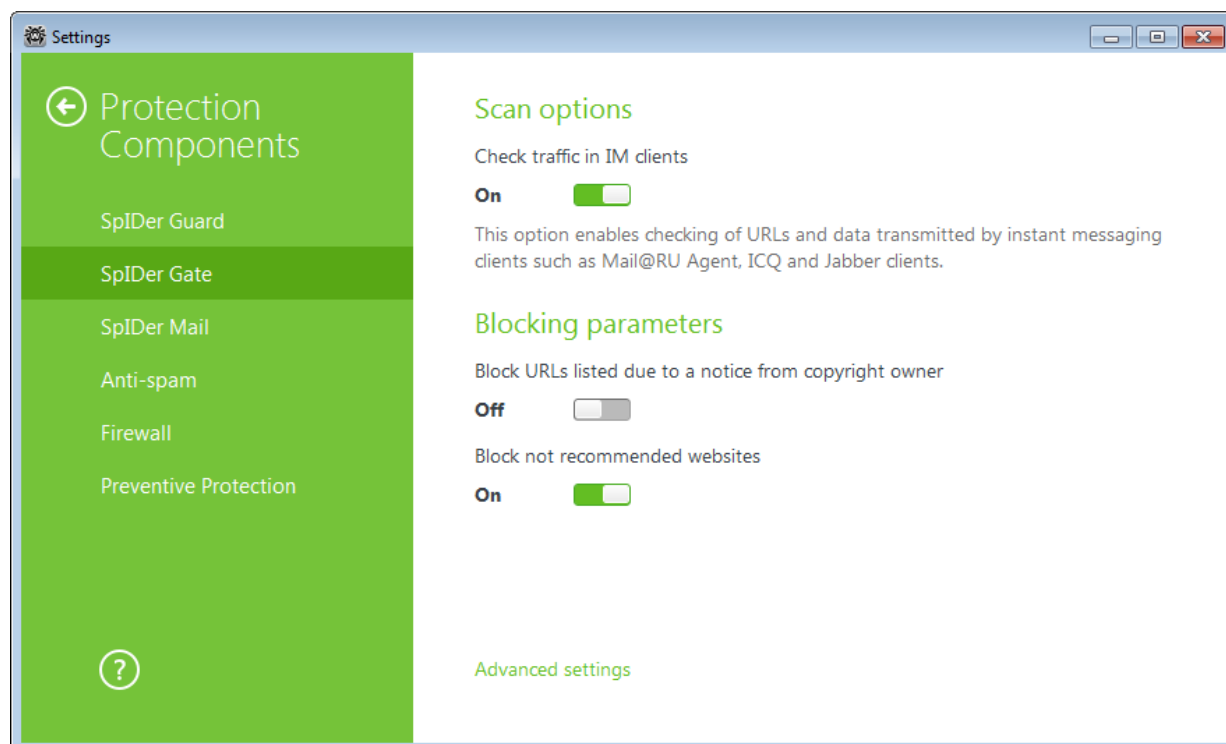 Settings
Protection
Components
SpIDer Guard
SpIDer Gate
SpIDer Mail
Anti-spam
Firewall
Preventive Protection
?
Scan options
Check traffic in IM clients
On
This option enables checking of URLs and data transmitted by instant messaging
clients such as Mail@RU Agent, ICQ and Jabber clients.
Blocking parameters
Block URLs listed due to a notice from copyright owner
Off
Block not recommended websites
On
Advanced settings